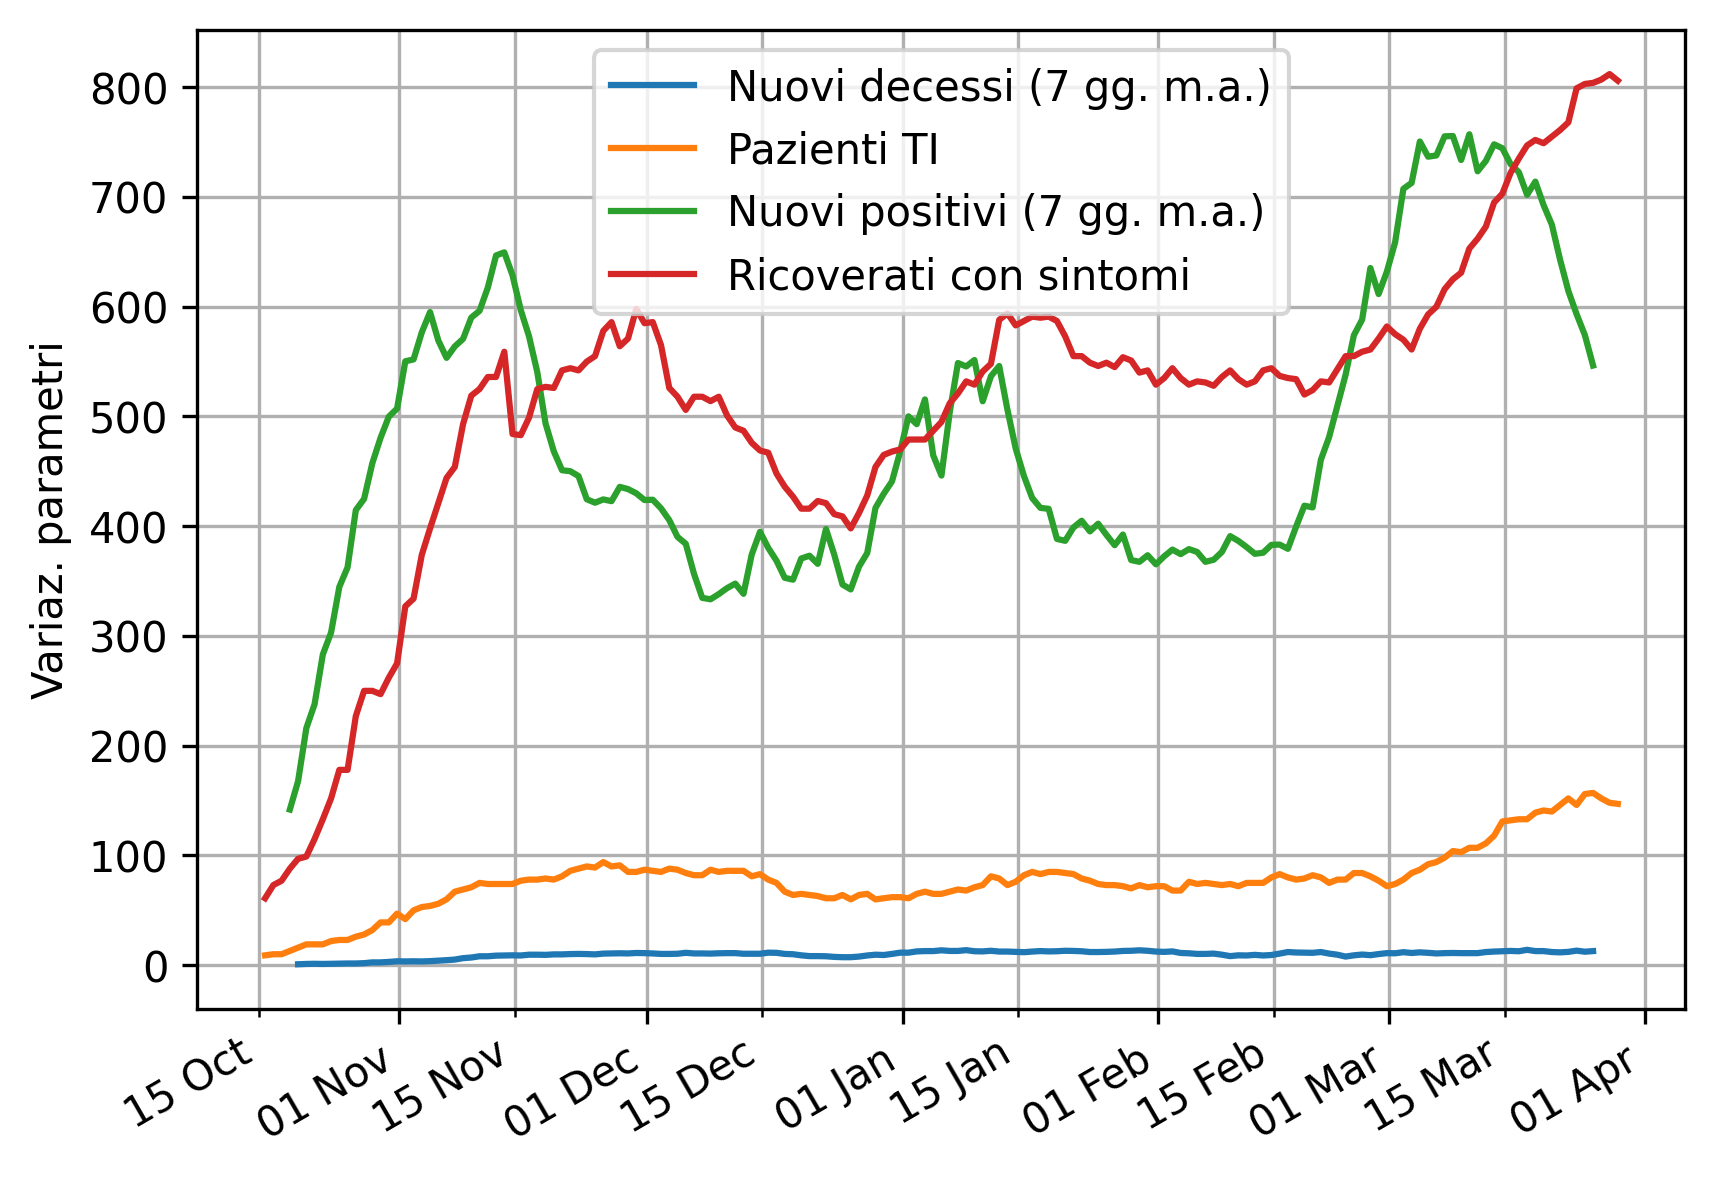 Nuovi decessi (7 gg. m.a.)
Pazienti TI
Nuovi positivi (7 gg. m.a.)
Ricoverati con sintomi
Variaz. parametri
800
700
600
500
400
300
200
100
0
15 Oct
01 Nov
15 Nov
01 Dec
15 Dec
01 Jan
15 Jan
01 Feb
15 Feb
01 Mar
15 Mar
01 Apr